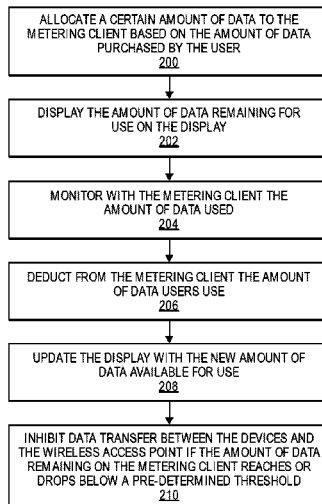 ALLOCATE A CERTAIN AMOUNT OF DATA TO THE
METERING CLIENT BASED ON THE AMOUNT OF DATA
PURCHASED BY THE USER
200
DISPLAY THE AMOUNT OF DATA REMAINING FOR
USE ON THE DISPLAY
202
MONITOR WITH THE METERING CLIENT THE
AMOUNT OF DATA USED
204
DEDUCT FROM THE METERING CLIENT THE AMOUNT
OF DATA USERS USE
206
UPDATE THE DISPLAY WITH THE NEW AMOUNT OF
DATA AVAILABLE FOR USE
208
INHIBIT DATA TRANSFER BETWEEN THE DEVICES AND
THE WIRELESS ACCESS POINT IF THE AMOUNT OF DATA
REMAINING ON THE METERING CLIENT REACHES OR
DROPS BELOW A PRE-DETERMINED THRESHOLD
210